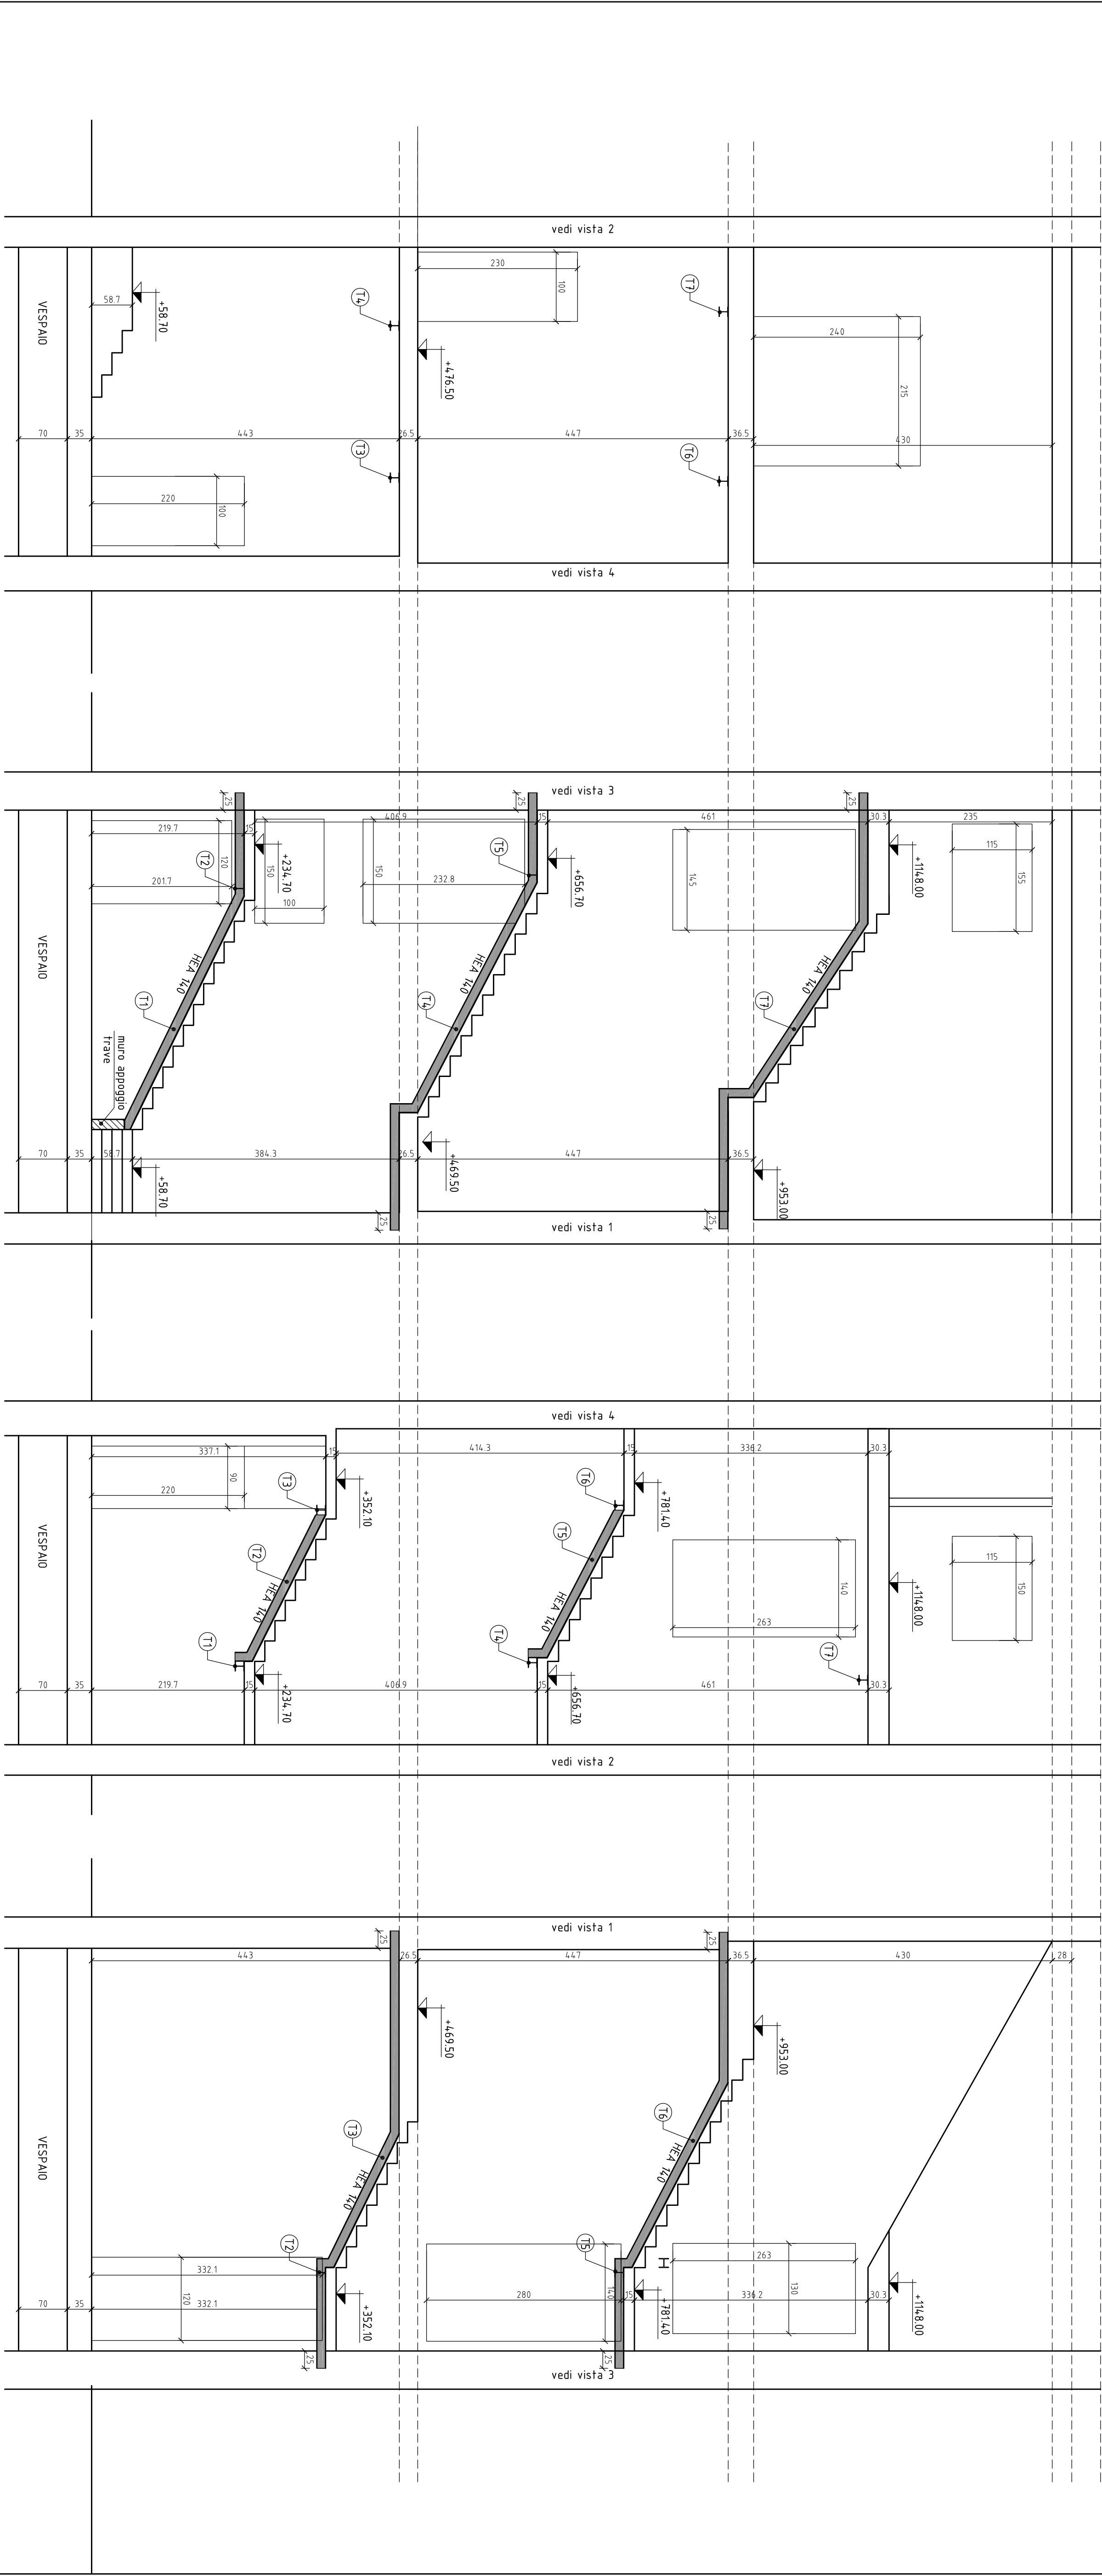 vedi vista 2
230
100
T4
T7
58.7
+58.70
VESPAIO
240
215
+476.50
70
35
443
26.5
447
36.5
430
T3
T6
220
100
vedi vista 4
vedi vista 3
25
25
25
219.7
15
406.9
15
461
30.3
235
120
T2
201.7
+234.70
150
100
150
T5
232.8
+656.70
145
+1148.00
115
155
VESPAIO
HEA 140
T1
HEA 140
T4
HEA 140
T7
muro appoggio
trave
70
35
58.7
384.3
26.5
447
36.5
+58.70
+469.50
+953.00
25
25
vedi vista 1
vedi vista 4
337.1
15
414.3
15
336.2
30.3
90
220
T3
+352.10
T6
+781.40
VESPAIO
T2
HEA 140
T5
HEA 140
140
263
+1148.00
115
150
T1
T4
T7
70
35
219.7
15
406.9
15
461
30.3
+234.70
+656.70
vedi vista 2
vedi vista 1
25
25
443
26.5
447
36.5
430
28
+469.50
+953.00
VESPAIO
T3
HEA 140
T6
HEA 140
T2
T5
332.1
120
332.1
+352.10
280
140
15
+781.40
263
336.2
130
30.3
+1148.00
70
35
25
25
vedi vista 3